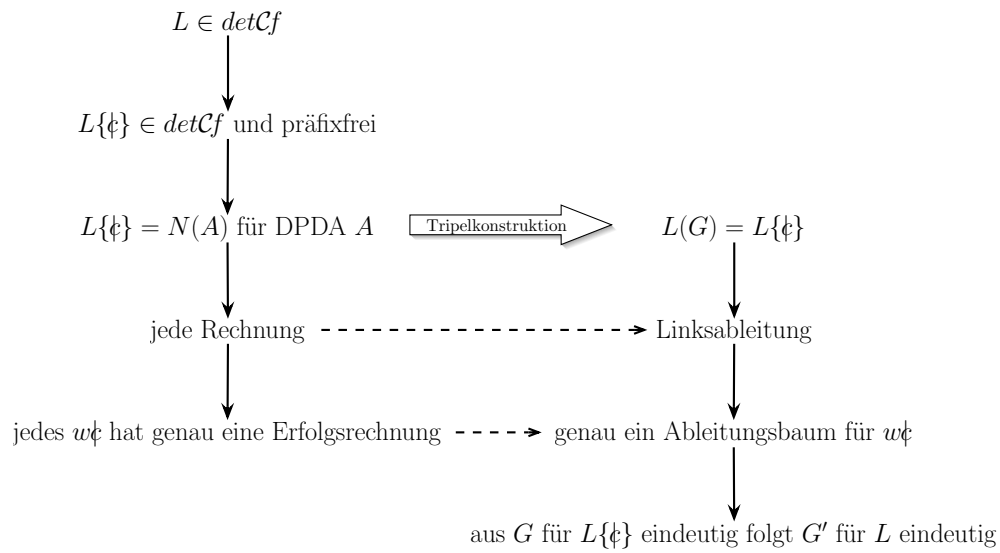 L ∈ detCf
L{¢} ∈ detCf und präfixfrei
L{¢} = N(A) für DPDA A
Tripelkonstruktion
L(G) = L{¢}
jede Rechnung
Linksableitung
jedes w¢ hat genau eine Erfolgsrechnung
genau ein Ableitungsbaum für w¢
aus G für L{¢} eindeutig folgt G′ für L eindeutig